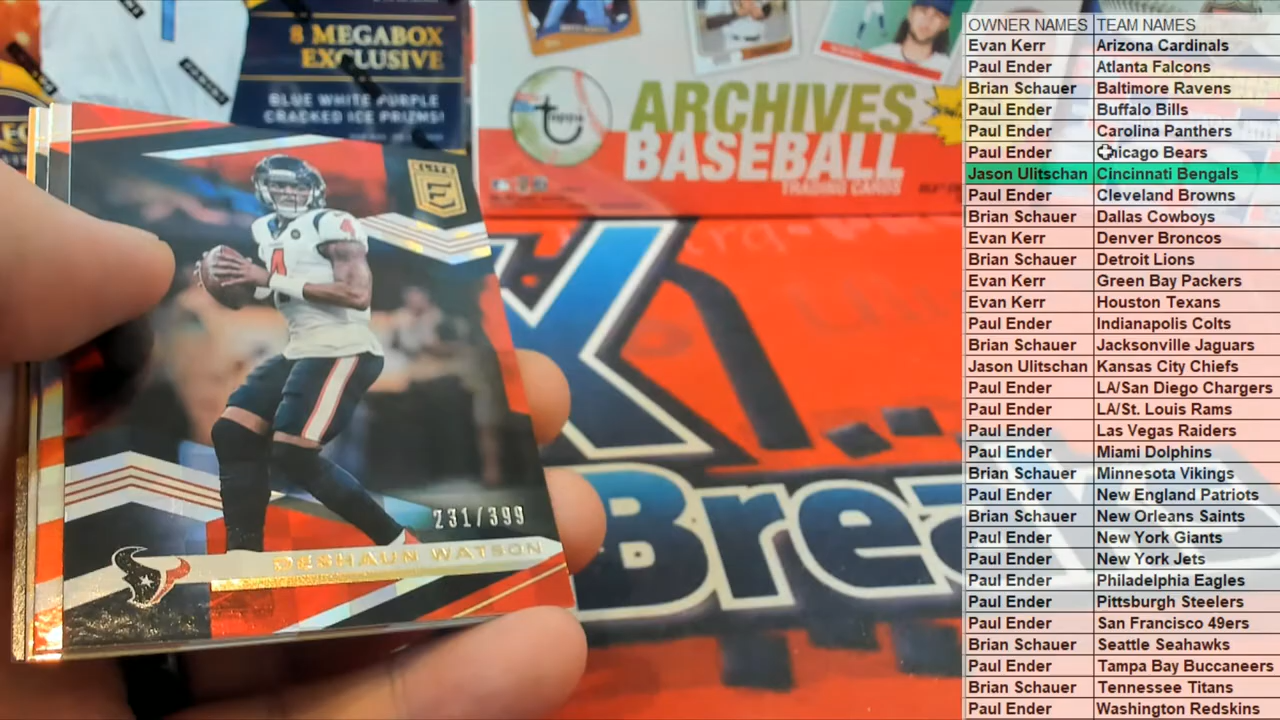 8 MEGABOX
EXCLUSIVE
BLUE WHITE PURPLE
CRACKED ICE PRIZMS!
ARCHIVES
BASEBALL
TRADING CARDS
topps
ELITE
E
4
231/399
DESHAUN WATSON
K
Brea
OWNER NAMES TEAM NAMES
Evan Kerr Arizona Cardinals
Paul Ender Atlanta Falcons
Brian Schauer Baltimore Ravens
Paul Ender Buffalo Bills
Paul Ender Carolina Panthers
Paul Ender Chicago Bears
Jason Ulitschan Cincinnati Bengals
Paul Ender Cleveland Browns
Brian Schauer Dallas Cowboys
Evan Kerr Denver Broncos
Brian Schauer Detroit Lions
Evan Kerr Green Bay Packers
Evan Kerr Houston Texans
Paul Ender Indianapolis Colts
Brian Schauer Jacksonville Jaguars
Jason Ulitschan Kansas City Chiefs
Paul Ender LA/San Diego Chargers
Paul Ender LA/St. Louis Rams
Paul Ender Las Vegas Raiders
Paul Ender Miami Dolphins
Brian Schauer Minnesota Vikings
Paul Ender New England Patriots
Brian Schauer New Orleans Saints
Paul Ender New York Giants
Paul Ender New York Jets
Paul Ender Philadelphia Eagles
Paul Ender Pittsburgh Steelers
Paul Ender San Francisco 49ers
Brian Schauer Seattle Seahawks
Paul Ender Tampa Bay Buccaneers
Brian Schauer Tennessee Titans
Paul Ender Washington Redskins